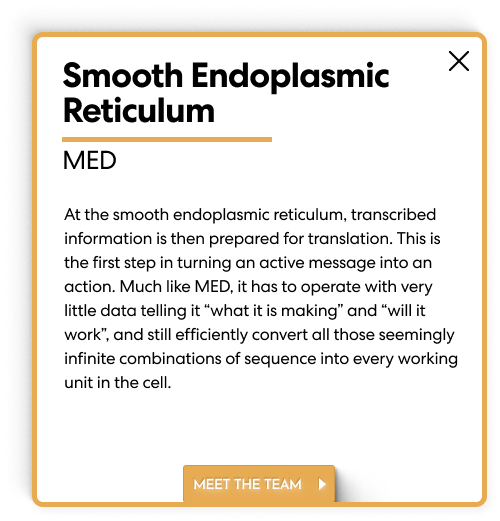 Smooth Endoplasmic
Reticulum
MED
At the smooth endoplasmic reticulum, transcribed
information is then prepared for translation. This is
the first step in turning an active message into an
action. Much like MED, it has to operate with very
little data telling it “what it is making” and “will it
work”, and still efficiently convert all those seemingly
infinite combinations of sequence into every working
unit in the cell.
MEET THE TEAM